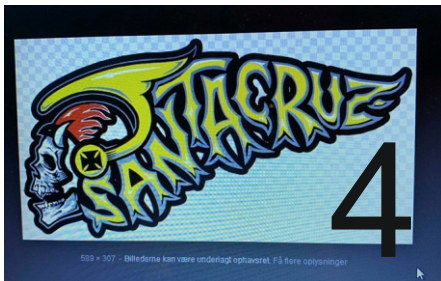 SANTACRUZ
4
589 × 307 - Billederne kan være underlagt ophavsret. Få flere oplysninger